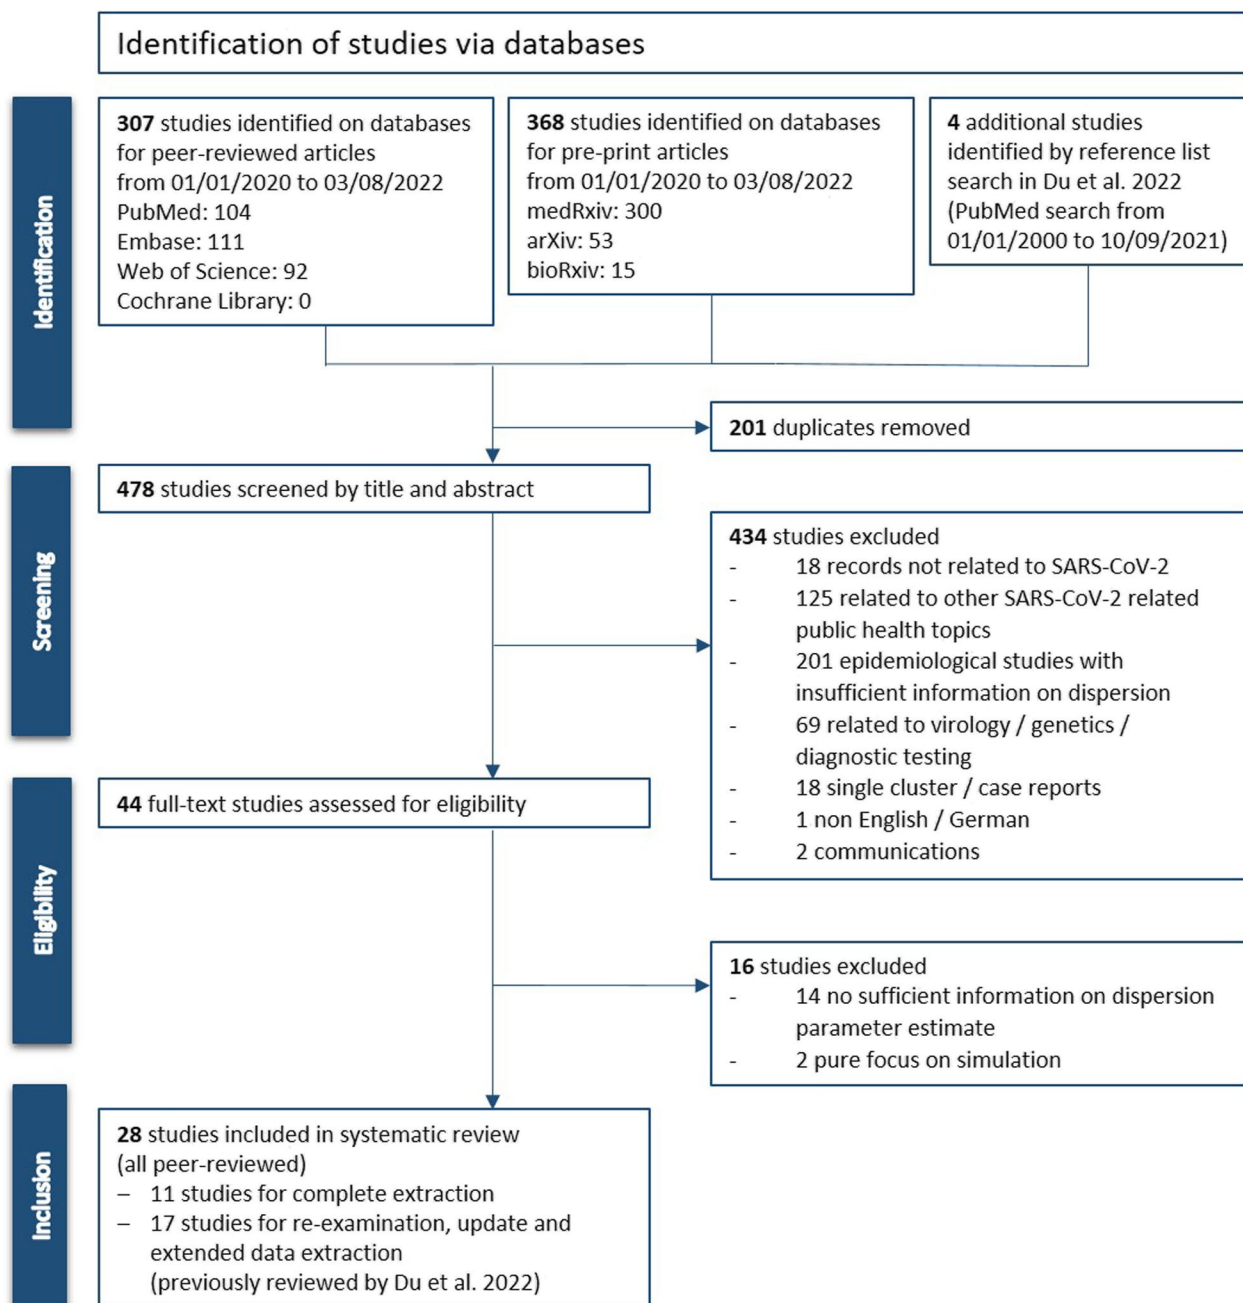 Identification of studies via databases
Identification
307 studies identified on databases
for peer-reviewed articles
from 01/01/2020 to 03/08/2022
PubMed: 104
Embase: 111
Web of Science: 92
Cochrane Library: 0
368 studies identified on databases
for pre-print articles
from 01/01/2020 to 03/08/2022
medRxiv: 300
arXiv: 53
bioRxiv: 15
4 additional studies
identified by reference list
search in Du et al. 2022
(PubMed search from
01/01/2000 to 10/09/2021)
201 duplicates removed
Screening
478 studies screened by title and abstract
434 studies excluded
- 18 records not related to SARS-CoV-2
- 125 related to other SARS-CoV-2 related
public health topics
- 201 epidemiological studies with
insufficient information on dispersion
- 69 related to virology / genetics /
diagnostic testing
- 18 single cluster / case reports
- 1 non English / German
- 2 communications
Eligibility
44 full-text studies assessed for eligibility
16 studies excluded
- 14 no sufficient information on dispersion
parameter estimate
- 2 pure focus on simulation
Inclusion
28 studies included in systematic review
(all peer-reviewed)
– 11 studies for complete extraction
– 17 studies for re-examination, update and
extended data extraction
(previously reviewed by Du et al. 2022)